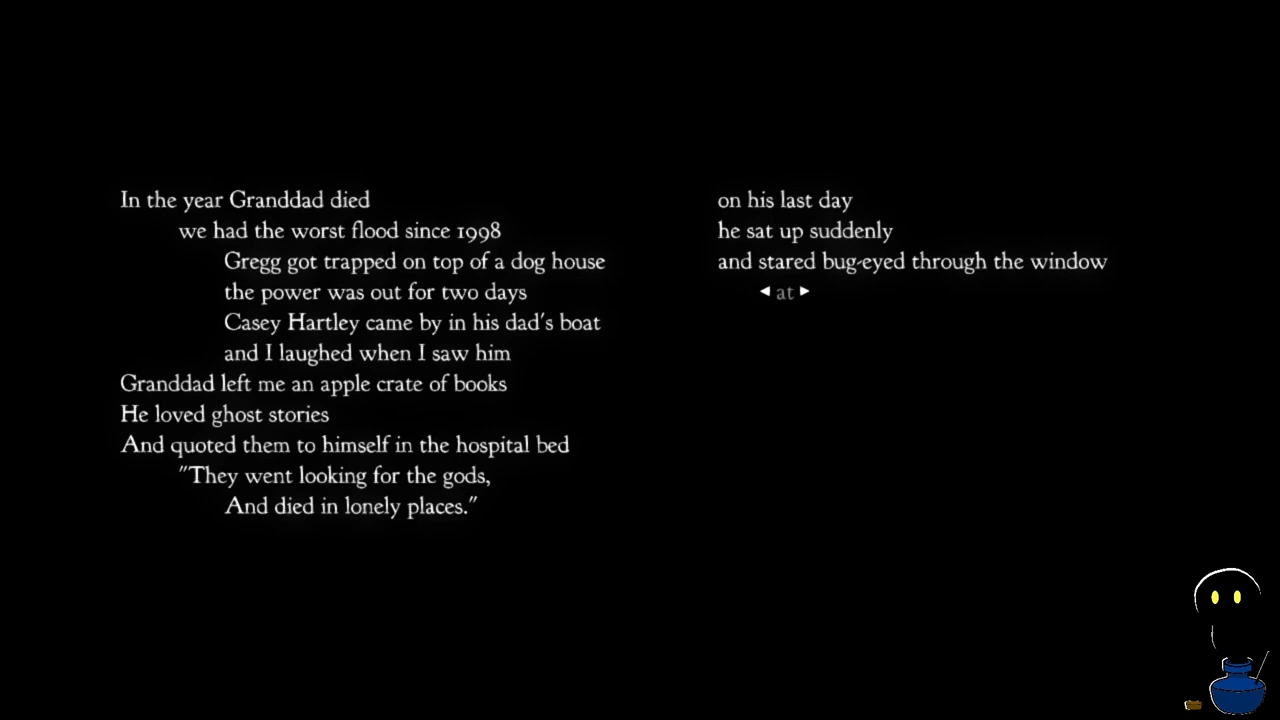 In the year Granddad died
we had the worst flood since 1998
Gregg got trapped on top of a dog house
the power was out for two days
Casey Hartley came by in his dad's boat
and I laughed when I saw him
Granddad left me an apple crate of books
He loved ghost stories
And quoted them to himself in the hospital bed
"They went looking for the gods,
And died in lonely places."
on his last day
he sat up suddenly
and stared bug-eyed through the window
◄ at ►